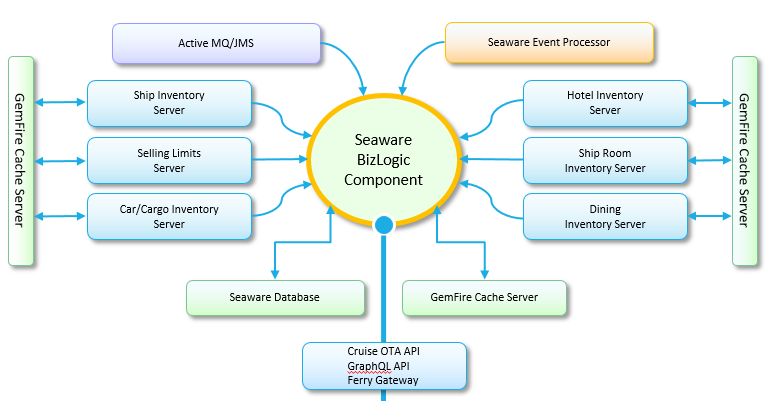 Active MQ/JMS
Seaware Event Processor
GemFire Cache Server
Ship Inventory
Server
Selling Limits
Server
Car/Cargo Inventory
Server
Seaware
BizLogic
Component
Hotel Inventory
Server
Ship Room
Inventory Server
Dining
Inventory Server
GemFire Cache Server
Seaware Database
GemFire Cache Server
Cruise OTA API
GraphQL API
Ferry Gateway